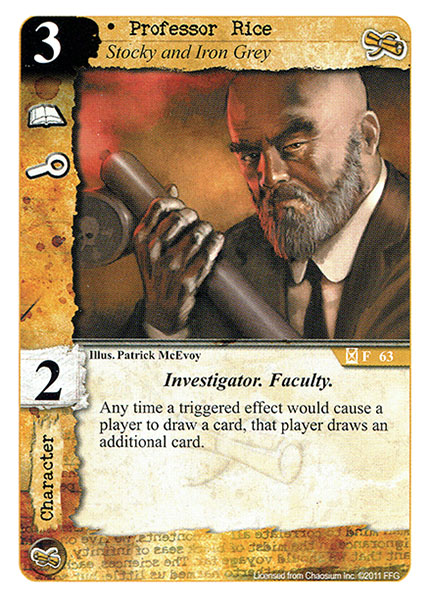 3
• Professor Rice
Stocky and Iron Grey
Illus. Patrick McEvoy
F 63
2
Investigator. Faculty.
Any time a triggered effect would cause a
player to draw a card, that player draws an
additional card.
Character
Licensed from Chaosium Inc. ©2011 FFG